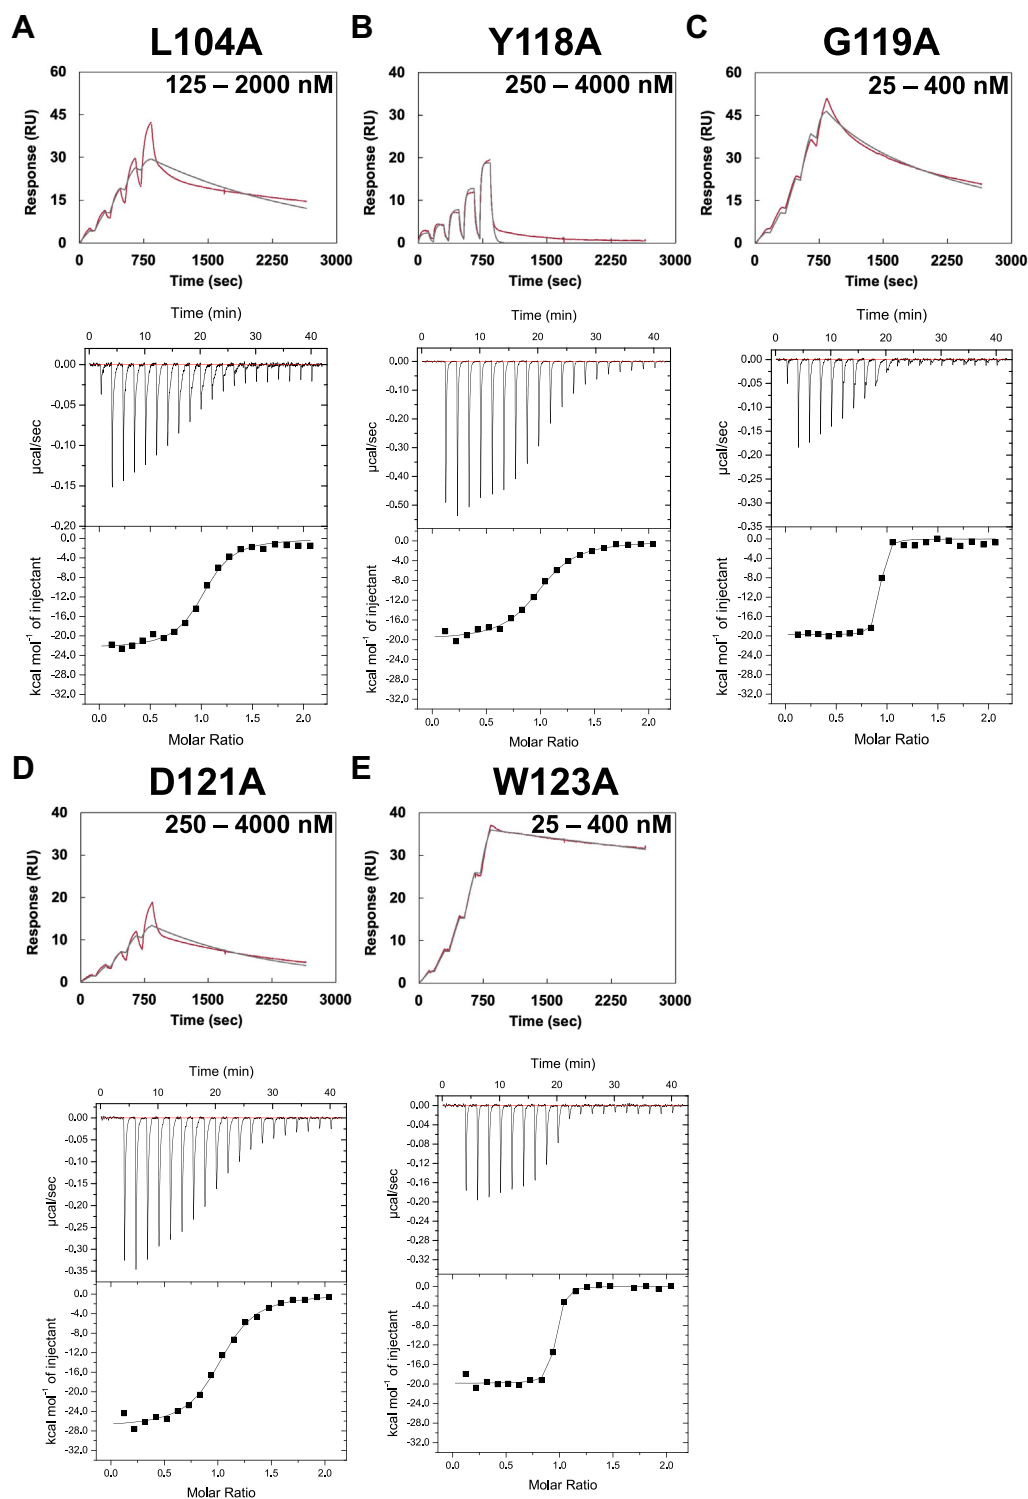 A
L104A
B
Y118A
C
G119A
60
45
30
15
0
Response (RU)
125 – 2000 nM
0 750 1500 2250 3000
Time (sec)
40
30
20
10
0
Response (RU)
250 – 4000 nM
0 750 1500 2250 3000
Time (sec)
60
45
30
15
0
Response (RU)
25 – 400 nM
0 750 1500 2250 3000
Time (sec)
Time (min)
0 10 20 30 40
0.00
-0.05
-0.10
-0.15
-0.20
µcal/sec
0.0
-4.0
-8.0
-12.0
-16.0
-20.0
-24.0
-28.0
-32.0
kcal mol⁻¹ of injectant
0.0 0.5 1.0 1.5 2.0
Molar Ratio
Time (min)
0 10 20 30 40
0.00
-0.10
-0.20
-0.30
-0.40
-0.50
µcal/sec
0.0
-4.0
-8.0
-12.0
-16.0
-20.0
-24.0
-28.0
-32.0
kcal mol⁻¹ of injectant
0.0 0.5 1.0 1.5 2.0
Molar Ratio
Time (min)
0 10 20 30 40
0.00
-0.05
-0.10
-0.15
-0.20
-0.25
-0.30
-0.35
µcal/sec
0.0
-4.0
-8.0
-12.0
-16.0
-20.0
-24.0
-28.0
-32.0
kcal mol⁻¹ of injectant
0.0 0.5 1.0 1.5 2.0
Molar Ratio
D
D121A
E
W123A
40
30
20
10
0
Response (RU)
250 – 4000 nM
0 750 1500 2250 3000
Time (sec)
40
30
20
10
0
Response (RU)
25 – 400 nM
0 750 1500 2250 3000
Time (sec)
Time (min)
0 10 20 30 40
0.00
-0.05
-0.10
-0.15
-0.20
-0.25
-0.30
-0.35
µcal/sec
0.0
-4.0
-8.0
-12.0
-16.0
-20.0
-24.0
-28.0
-32.0
kcal mol⁻¹ of injectant
0.0 0.5 1.0 1.5 2.0
Molar Ratio
Time (min)
0 10 20 30 40
0.00
-0.04
-0.08
-0.12
-0.16
-0.20
-0.24
-0.28
-0.32
µcal/sec
0.0
-4.0
-8.0
-12.0
-16.0
-20.0
-24.0
-28.0
-32.0
kcal mol⁻¹ of injectant
0.0 0.5 1.0 1.5 2.0
Molar Ratio